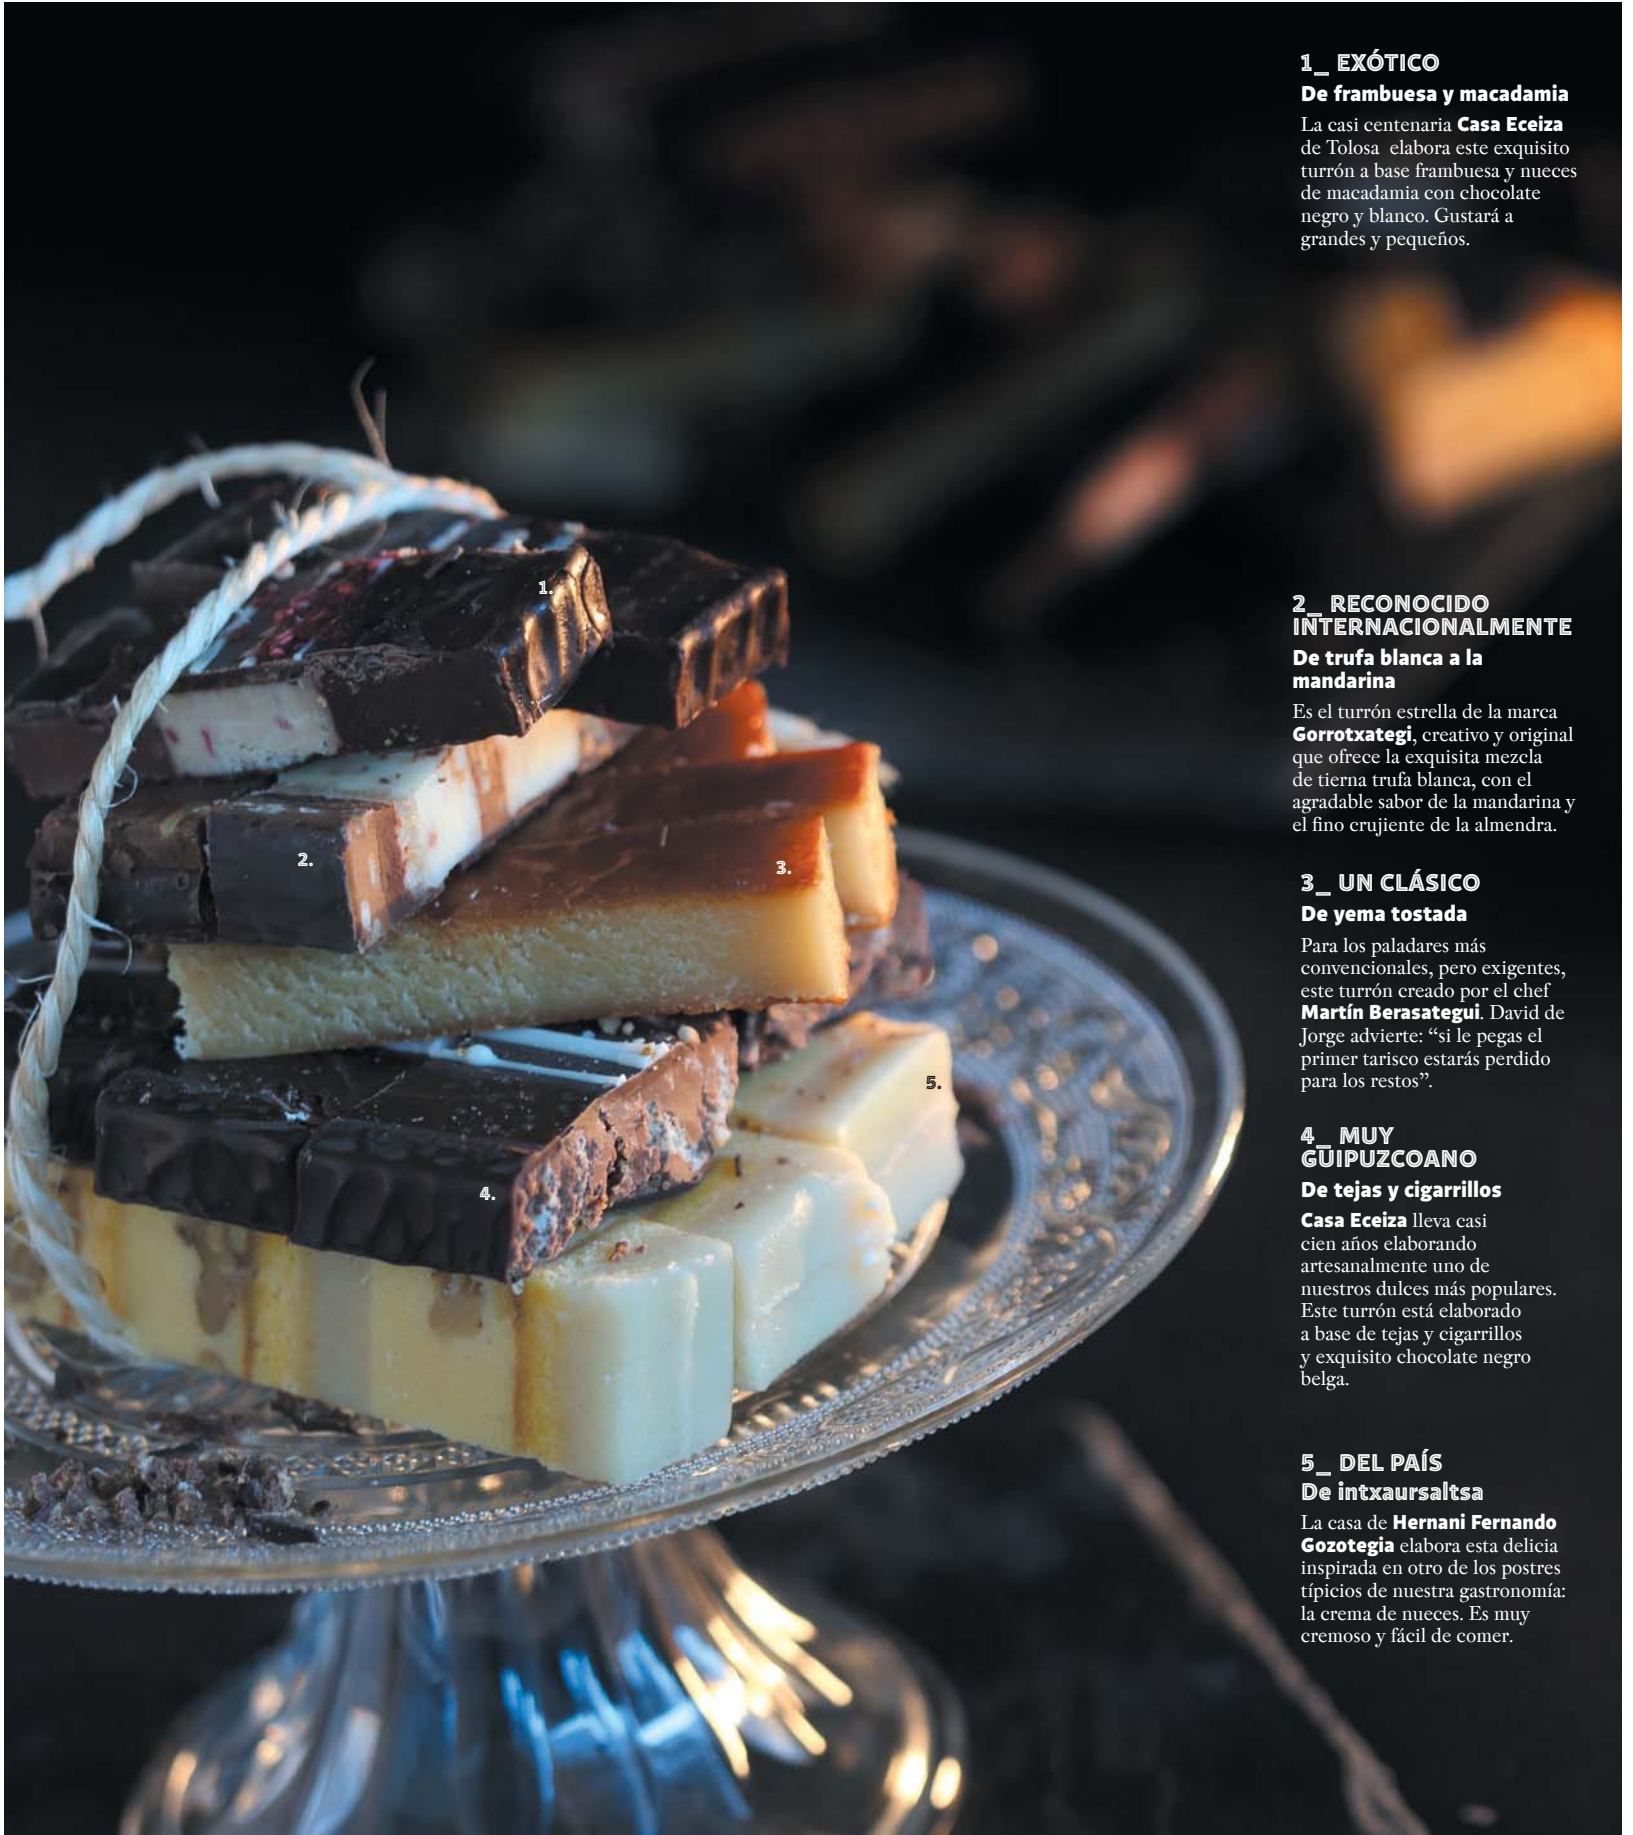 1_ EXÓTICO
De frambuesa y macadamia
La casi centenaria Casa Eceiza
de Tolosa elabora este exquisito
turrón a base frambuesa y nueces
de macadamia con chocolate
negro y blanco. Gustará a
grandes y pequeños.
1.
2.
3.
4.
5.
2_ RECONOCIDO
INTERNACIONALMENTE
De trufa blanca a la
mandarina
Es el turrón estrella de la marca
Gorrotxategi, creativo y original
que ofrece la exquisita mezcla
de tierna trufa blanca, con el
agradable sabor de la mandarina y
el fino crujiente de la almendra.
3_ UN CLÁSICO
De yema tostada
Para los paladares más
convencionales, pero exigentes,
este turrón creado por el chef
Martín Berasategui. David de
Jorge advierte: “si le pegas el
primer tarisco estarás perdido
para los restos”.
4_ MUY
GUIPUZCOANO
De tejas y cigarrillos
Casa Eceiza lleva casi
cien años elaborando
artesanalmente uno de
nuestros dulces más populares.
Este turrón está elaborado
a base de tejas y cigarrillos
y exquisito chocolate negro
belga.
5_ DEL PAÍS
De intxaursaltsa
La casa de Hernani Fernando
Gozotegia elabora esta delicia
inspirada en otro de los postres
típicios de nuestra gastronomía:
la crema de nueces. Es muy
cremoso y fácil de comer.